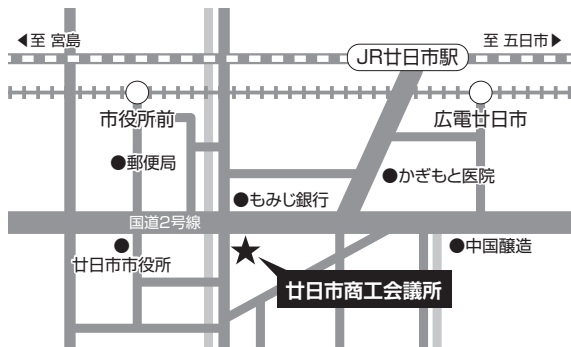 ◀至 宮島
至 五日市▶
JR廿日市駅
市役所前
広電廿日市
●郵便局
●かぎもと医院
●もみじ銀行
国道2号線
廿日市市役所
●中国醸造
廿日市商工会議所